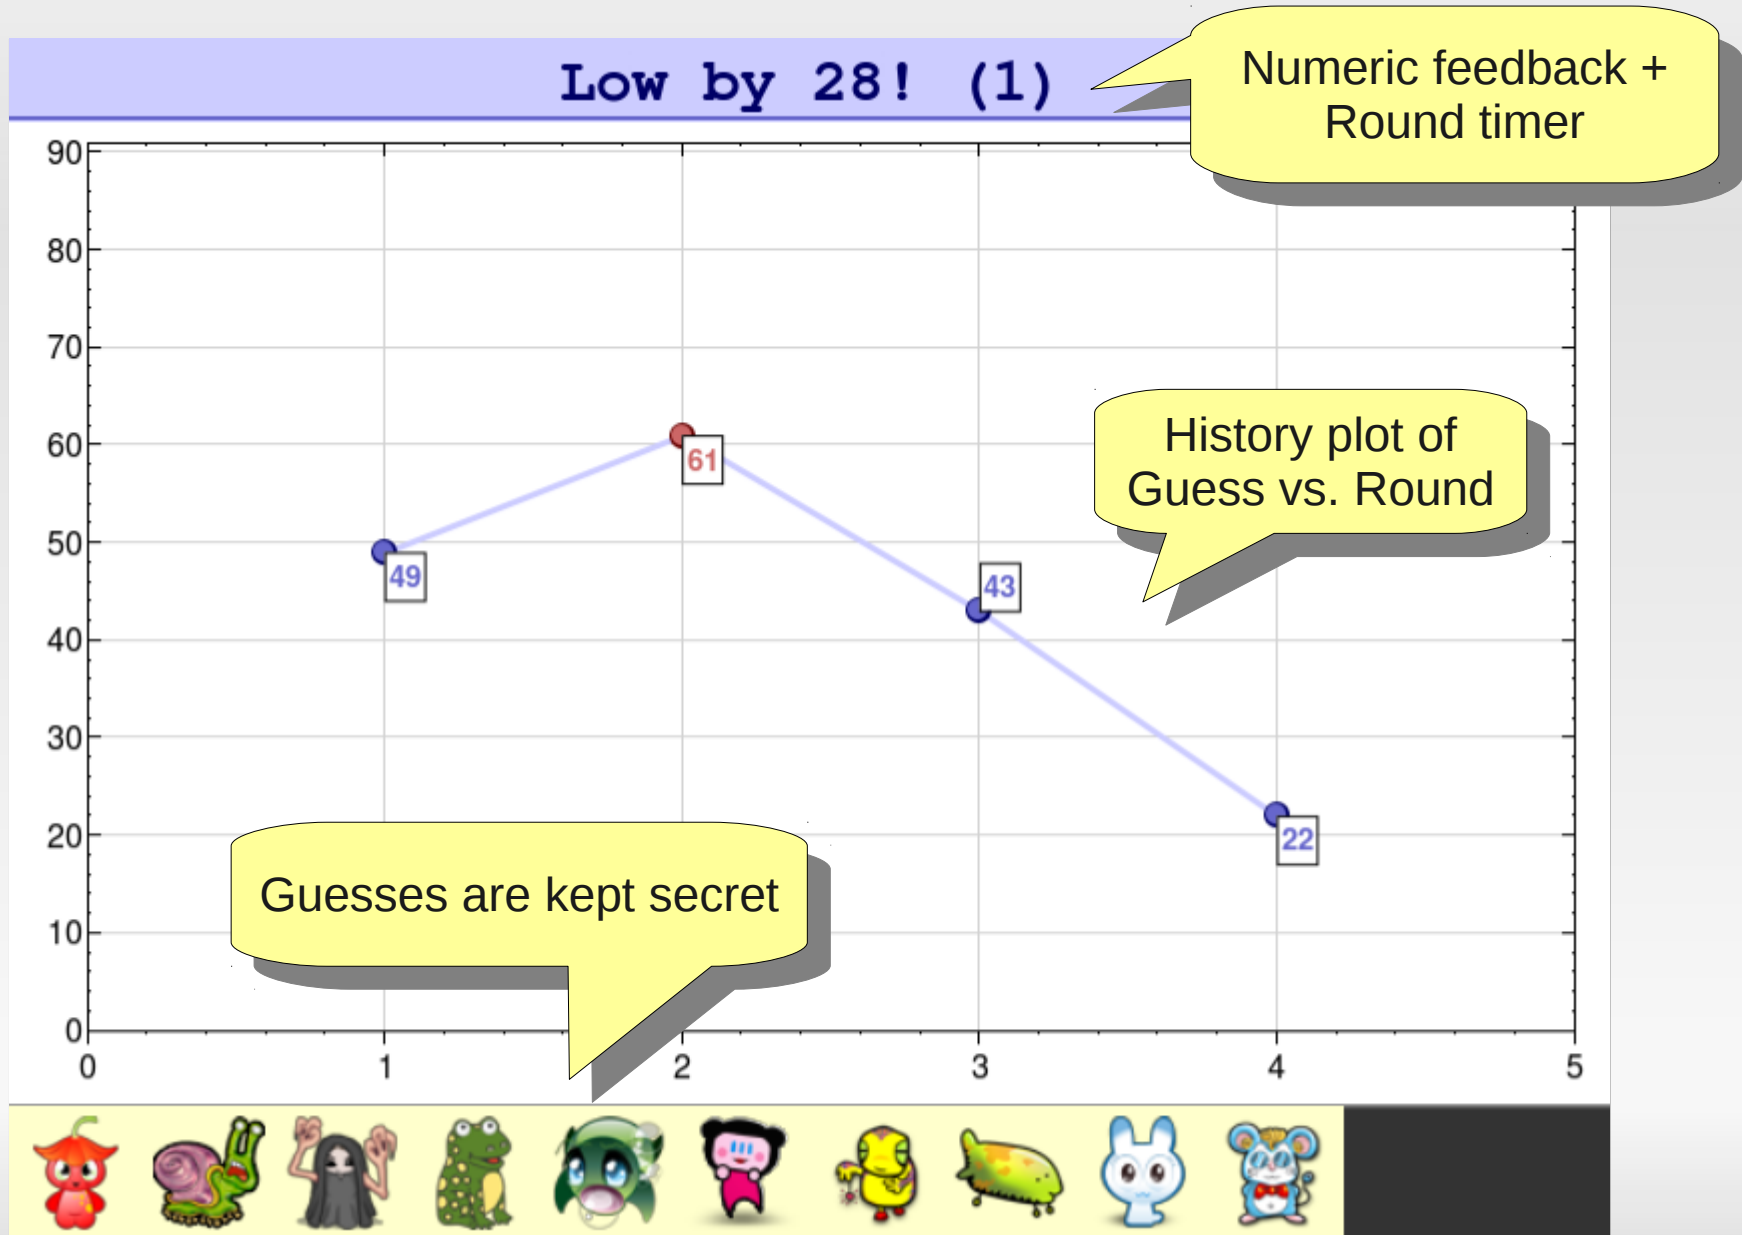 Low by 28! (1)
Numeric feedback +
Round timer
90
80
70
60
50
40
30
20
10
0
61
49
43
22
History plot of
Guess vs. Round
Guesses are kept secret
0 1 2 3 4 5